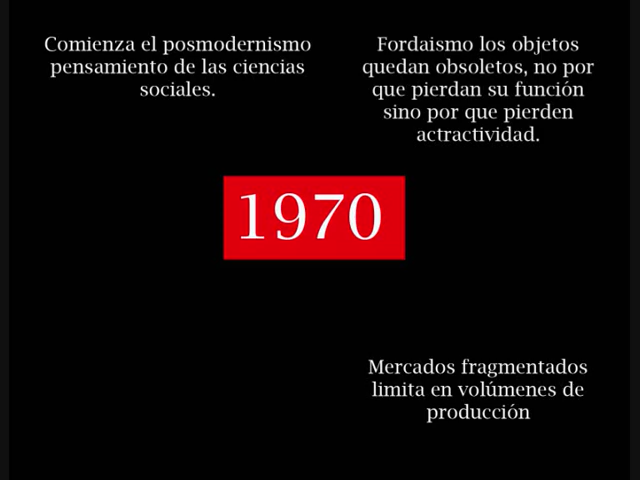 Comienza el posmodernismo
pensamiento de las ciencias
sociales.
Fordaismo los objetos
quedan obsoletos, no por
que pierdan su función
sino por que pierden
actractividad.
1970
Mercados fragmentados
limita en volúmenes de
producción